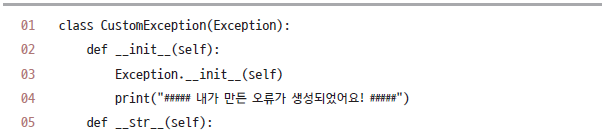 01 class CustomException(Exception):
02     def __init__(self):
03         Exception.__init__(self)
04         print("##### 내가 만든 오류가 생성되었어요! #####")
05     def __str__(self):